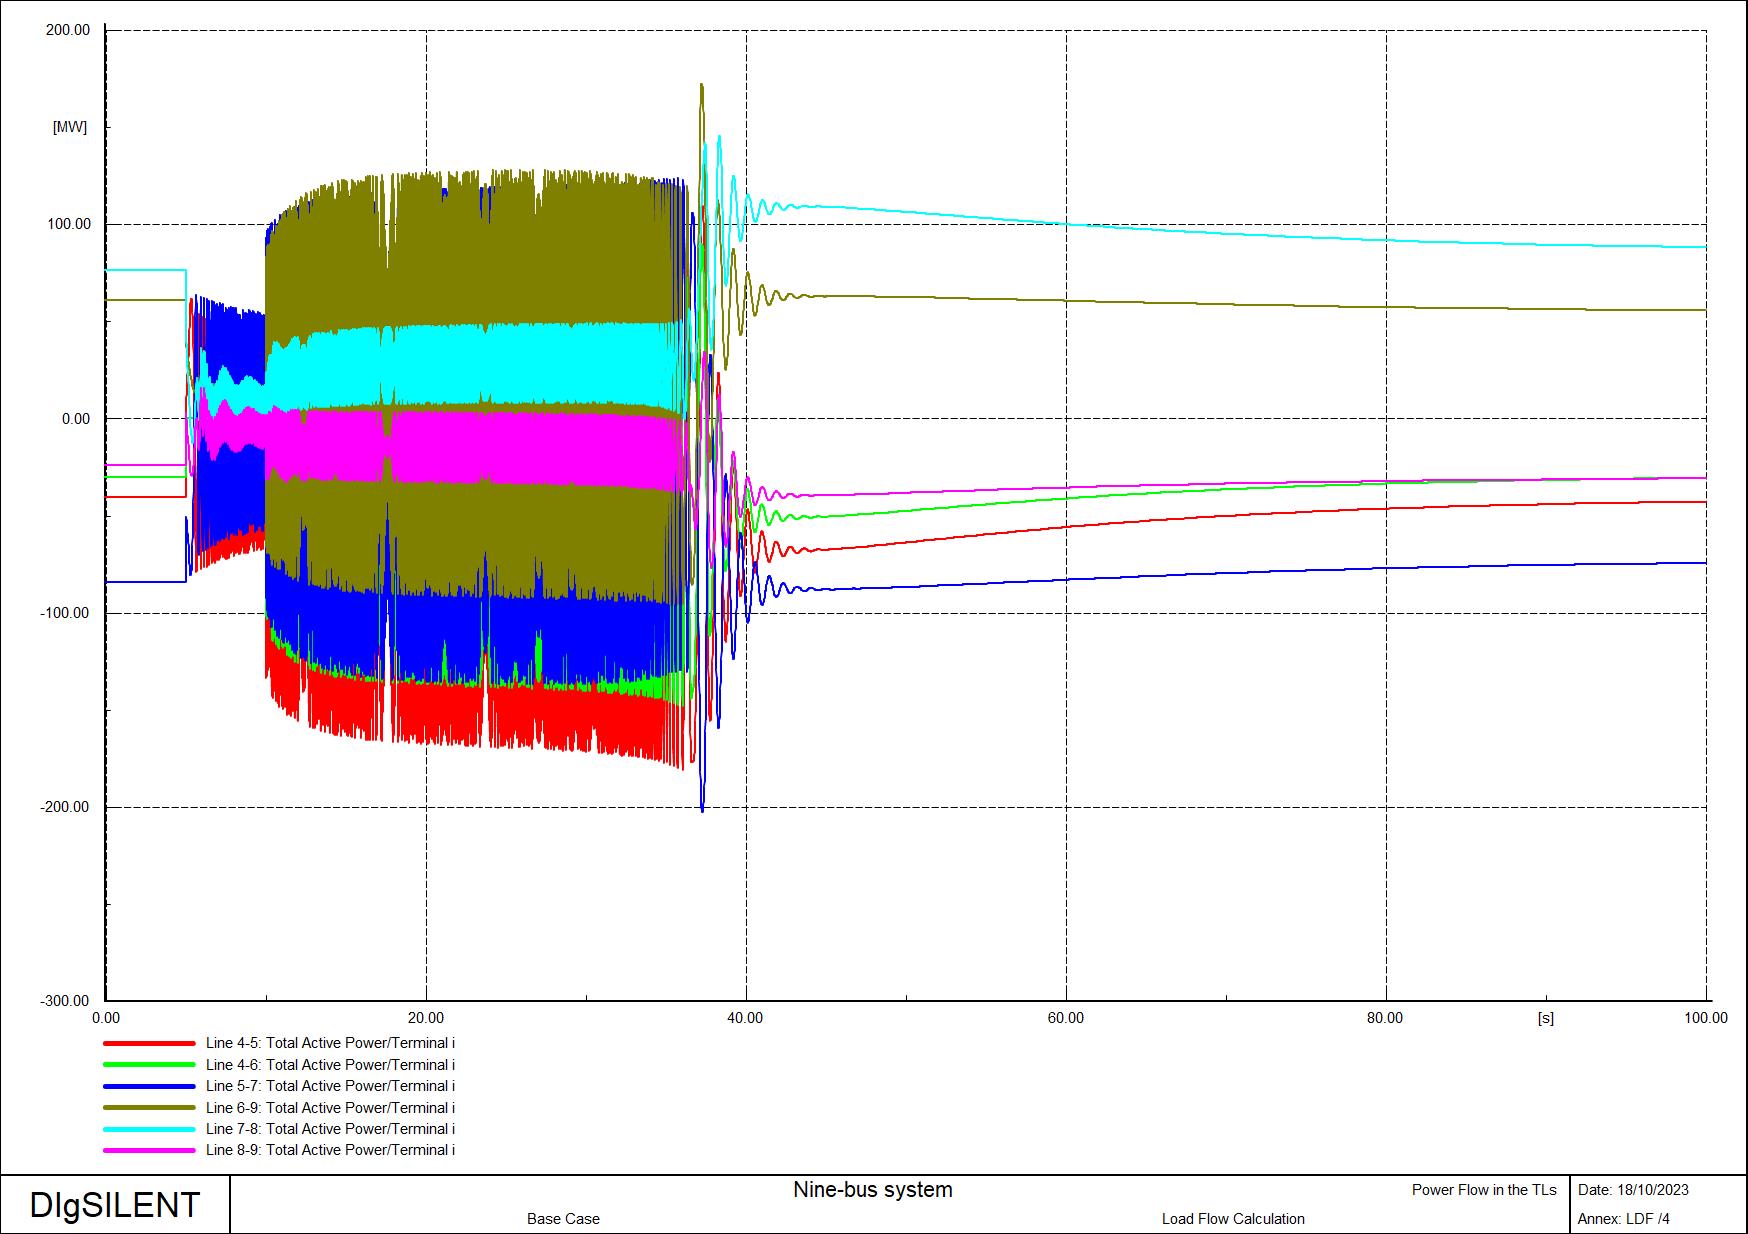 200.00
[MW]
100.00
0.00
-100.00
-200.00
-300.00
0.00 20.00 40.00 60.00 80.00 [s] 100.00
Line 4-5: Total Active Power/Terminal i
Line 4-6: Total Active Power/Terminal i
Line 5-7: Total Active Power/Terminal i
Line 6-9: Total Active Power/Terminal i
Line 7-8: Total Active Power/Terminal i
Line 8-9: Total Active Power/Terminal i
DIgSILENT
Nine-bus system
Power Flow in the TLs
Date: 18/10/2023
Base Case
Load Flow Calculation
Annex: LDF /4